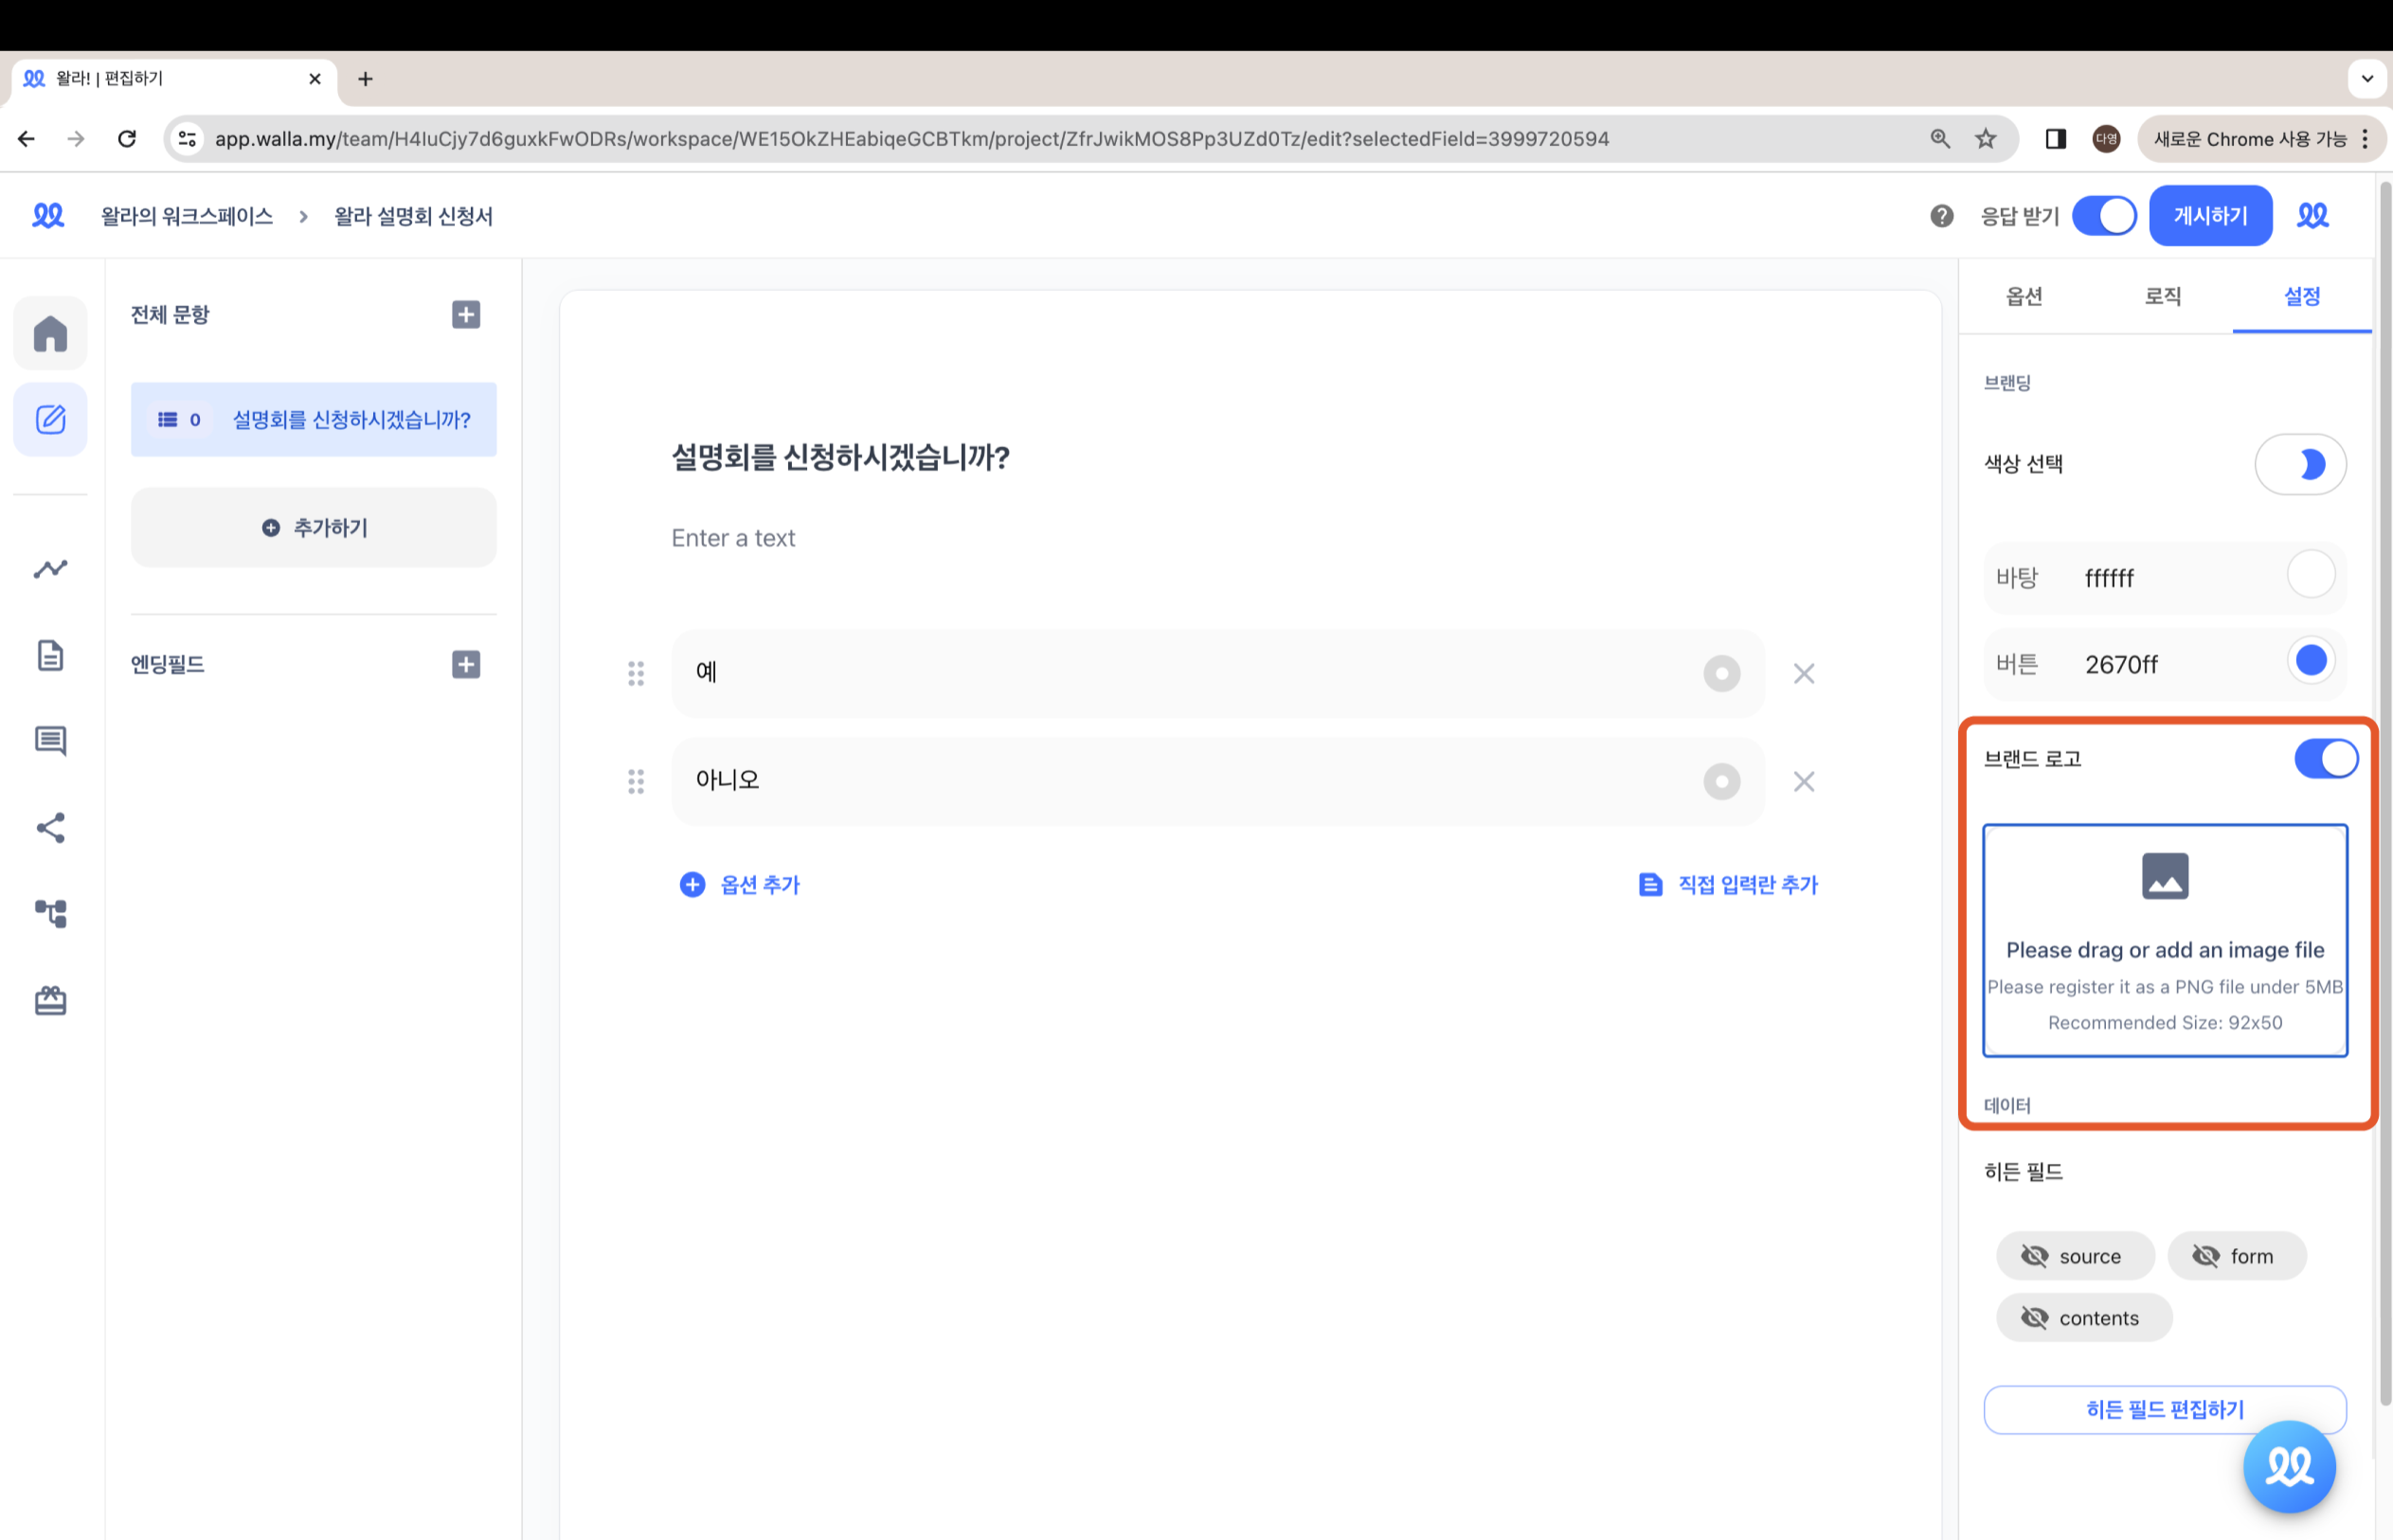 왈라! | 편집하기
app.walla.my/team/H4luCjy7d6guxkFwODRs/workspace/WE15OkZHEabiqeGCBTkm/project/ZfrJwikMOS8Pp3UZd0Tz/edit?selectedField=3999720594
다영
새로운 Chrome 사용 가능
왈라의 워크스페이스 > 왈라 설명회 신청서
응답 받기
게시하기
전체 문항
0 설명회를 신청하시겠습니까?
추가하기
엔딩필드
설명회를 신청하시겠습니까?
Enter a text
예
아니오
옵션 추가
직접 입력란 추가
옵션 로직 설정
브랜딩
색상 선택
바탕 ffffff
버튼 2670ff
브랜드 로고
Please drag or add an image file
Please register it as a PNG file under 5MB
Recommended Size: 92x50
데이터
히든 필드
source form
contents
히든 필드 편집하기